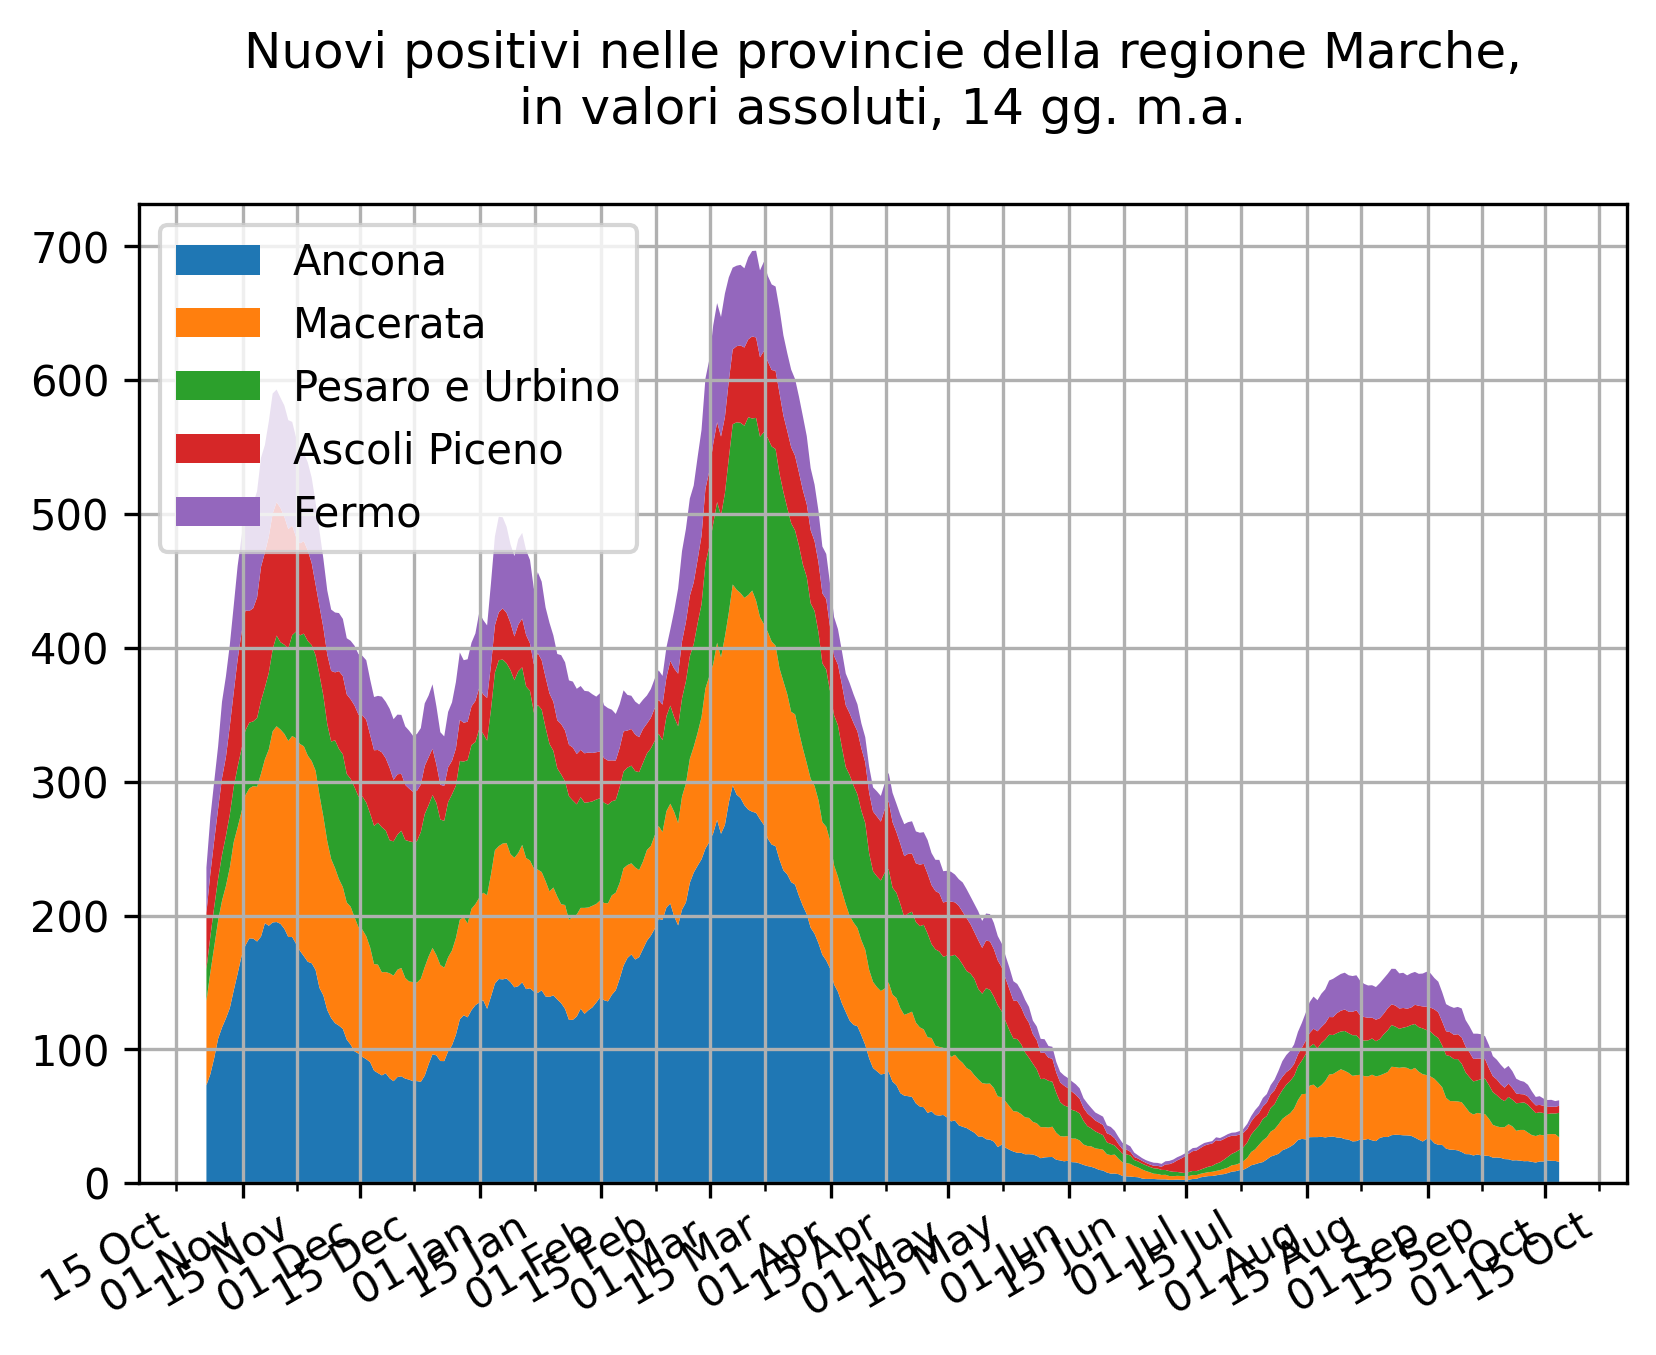 Nuovi positivi nelle provincie della regione Marche,
in valori assoluti, 14 gg. m.a.
700
600
500
400
300
200
100
0
Ancona
Macerata
Pesaro e Urbino
Ascoli Piceno
Fermo
15 Oct
01 Nov
15 Nov
01 Dec
15 Dec
01 Jan
15 Jan
01 Feb
15 Feb
01 Mar
15 Mar
01 Apr
15 Apr
01 May
15 May
01 Jun
15 Jun
01 Jul
15 Jul
01 Aug
15 Aug
01 Sep
15 Sep
01 Oct
15 Oct